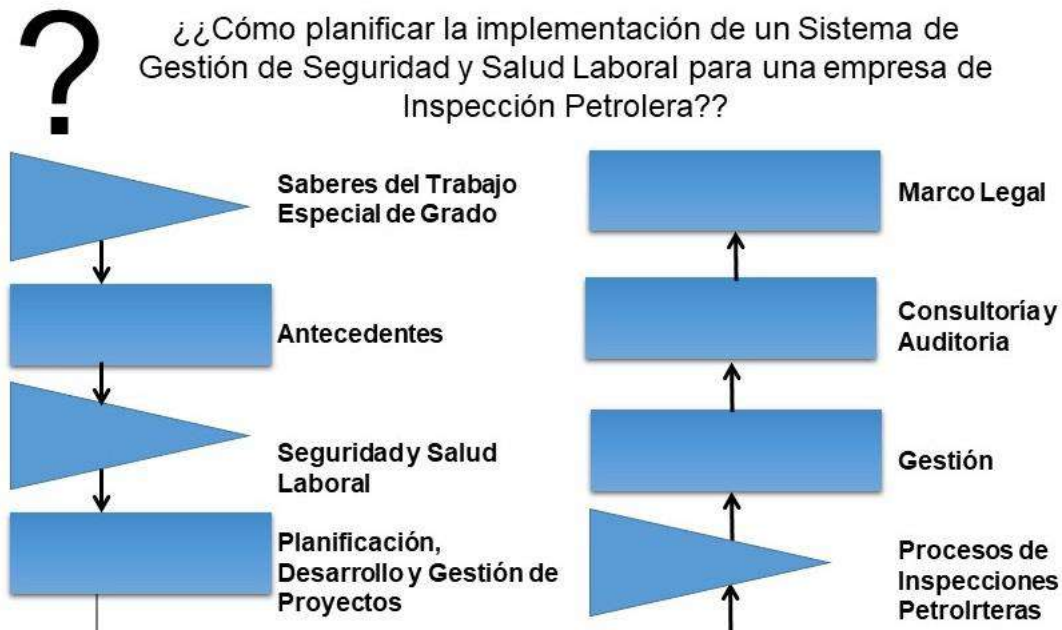 ?
¿¿Cómo planificar la implementación de un Sistema de
Gestión de Seguridad y Salud Laboral para una empresa de
Inspección Petrolera??
Saberes del Trabajo
Especial de Grado
Antecedentes
Seguridad y Salud
Laboral
Planificación,
Desarrollo y Gestión de
Proyectos
Marco Legal
Consultoría y
Auditoria
Gestión
Procesos de
Inspecciones
Petrolrteras